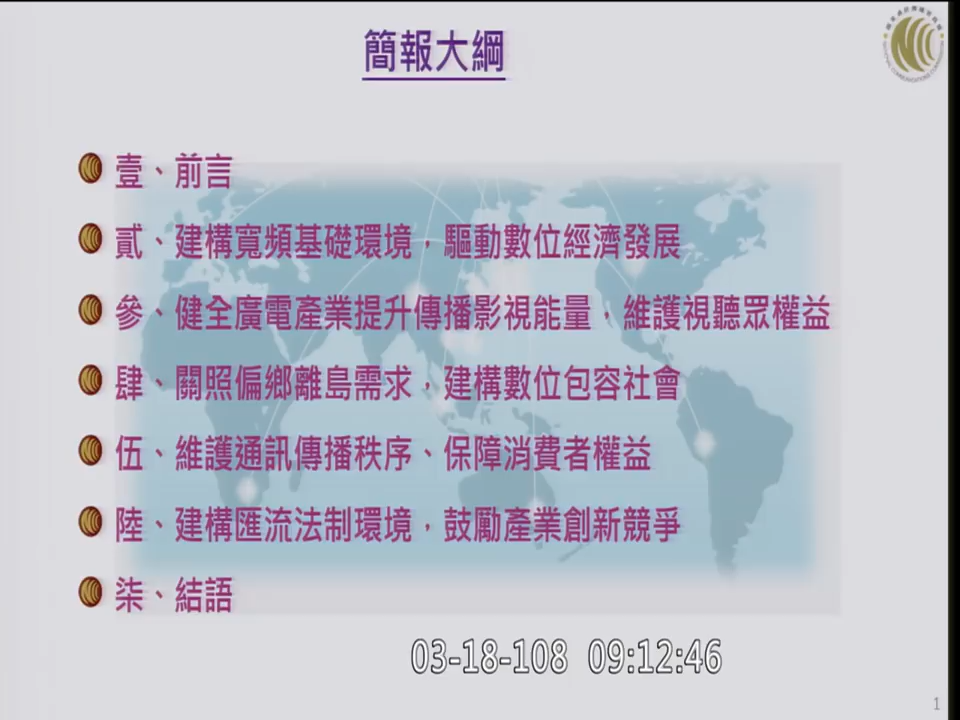 簡報大綱
壹、前言
貳、建構寬頻基礎環境，驅動數位經濟發展
參、健全廣電產業提升傳播影視能量，維護視聽眾權益
肆、關照偏鄉離島需求，建構數位包容社會
伍、維護通訊傳播秩序、保障消費者權益
陸、建構匯流法制環境，鼓勵產業創新競爭
柒、結語
03-18-108 09:12:46
1